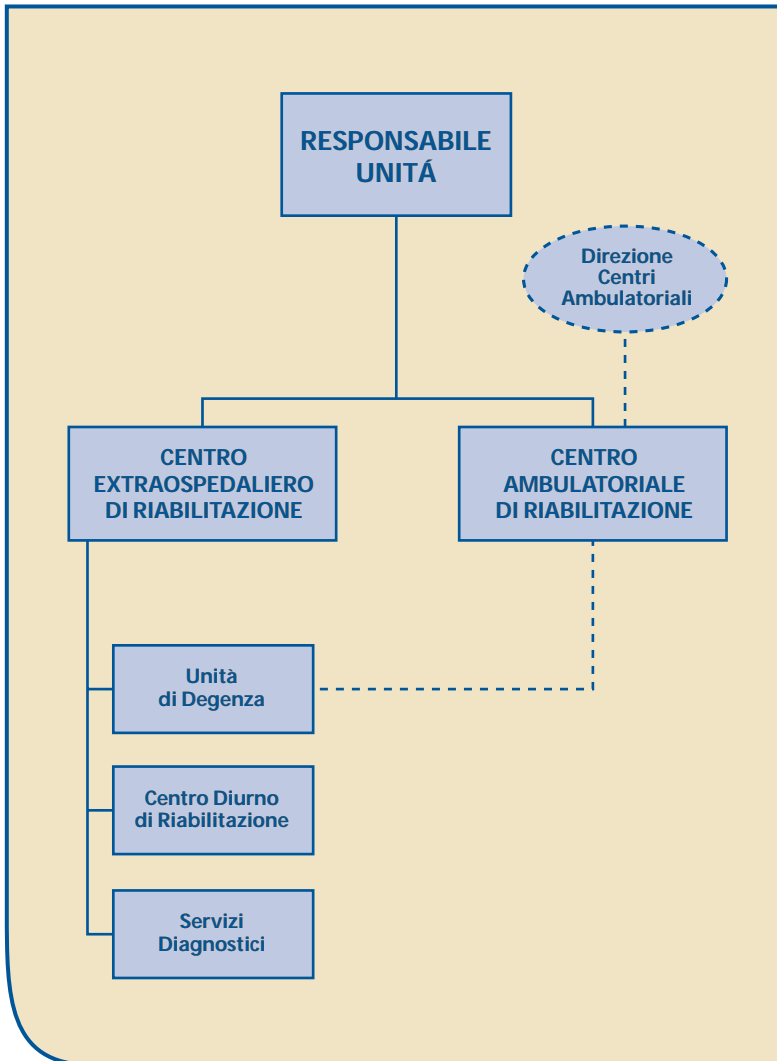 RESPONSABILE
UNITÁ
Direzione
Centri
Ambulatoriali
CENTRO
EXTRAOSPEDALIERO
DI RIABILITAZIONE
CENTRO
AMBULATORIALE
DI RIABILITAZIONE
Unità
di Degenza
Centro Diurno
di Riabilitazione
Servizi
Diagnostici